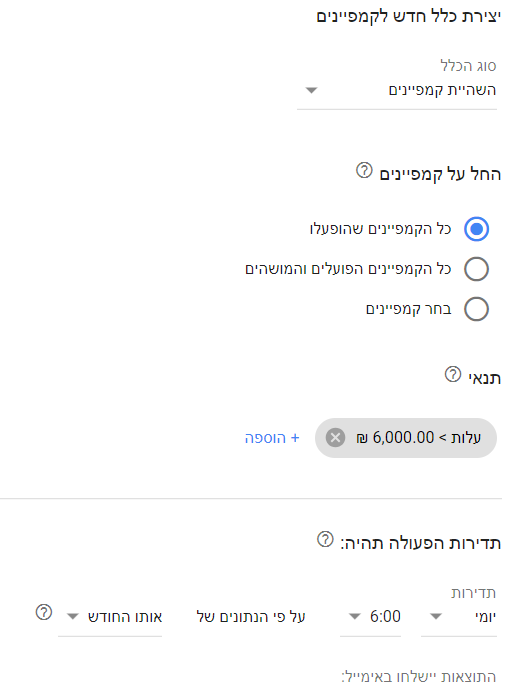 יצירת כלל חדש לקמפיינים
סוג הכלל
השהיית קמפיינים
החל על קמפיינים
כל הקמפיינים שהופעלו
כל הקמפיינים הפועלים והמושהים
בחר קמפיינים
תנאי
עלות > 6,000.00 ₪
+ הוספה
תדירות הפעולה תהיה:
תדירות
יומי 6:00 על פי הנתונים של אותו החודש
התוצאות יישלחו באימייל: